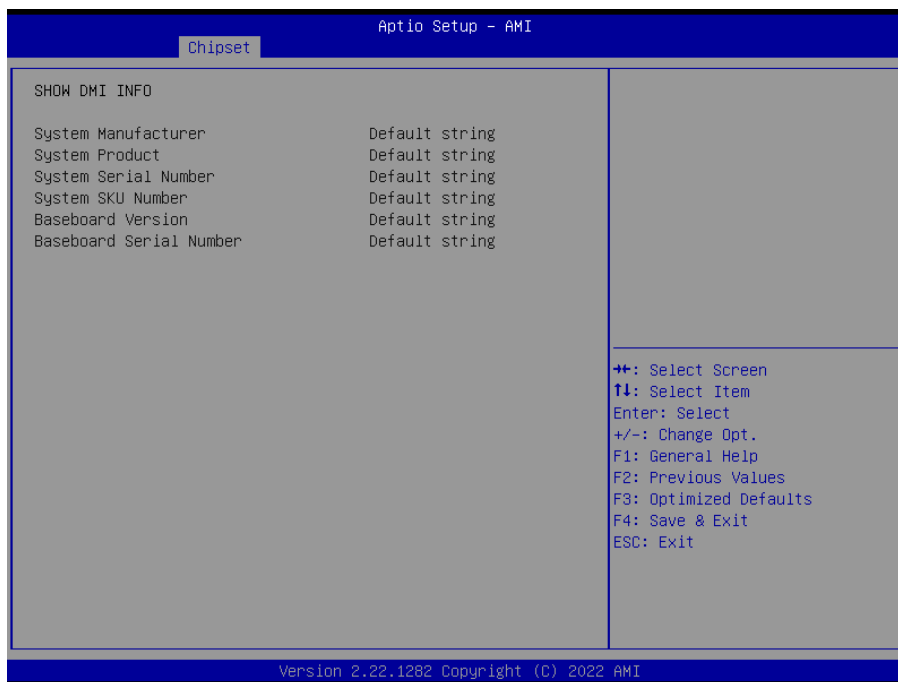 Aptio Setup – AMI
Chipset
SHOW DMI INFO
System Manufacturer Default string
System Product Default string
System Serial Number Default string
System SKU Number Default string
Baseboard Version Default string
Baseboard Serial Number Default string
→←: Select Screen
↑↓: Select Item
Enter: Select
+/-: Change Opt.
F1: General Help
F2: Previous Values
F3: Optimized Defaults
F4: Save & Exit
ESC: Exit
Version 2.22.1282 Copyright (C) 2022 AMI